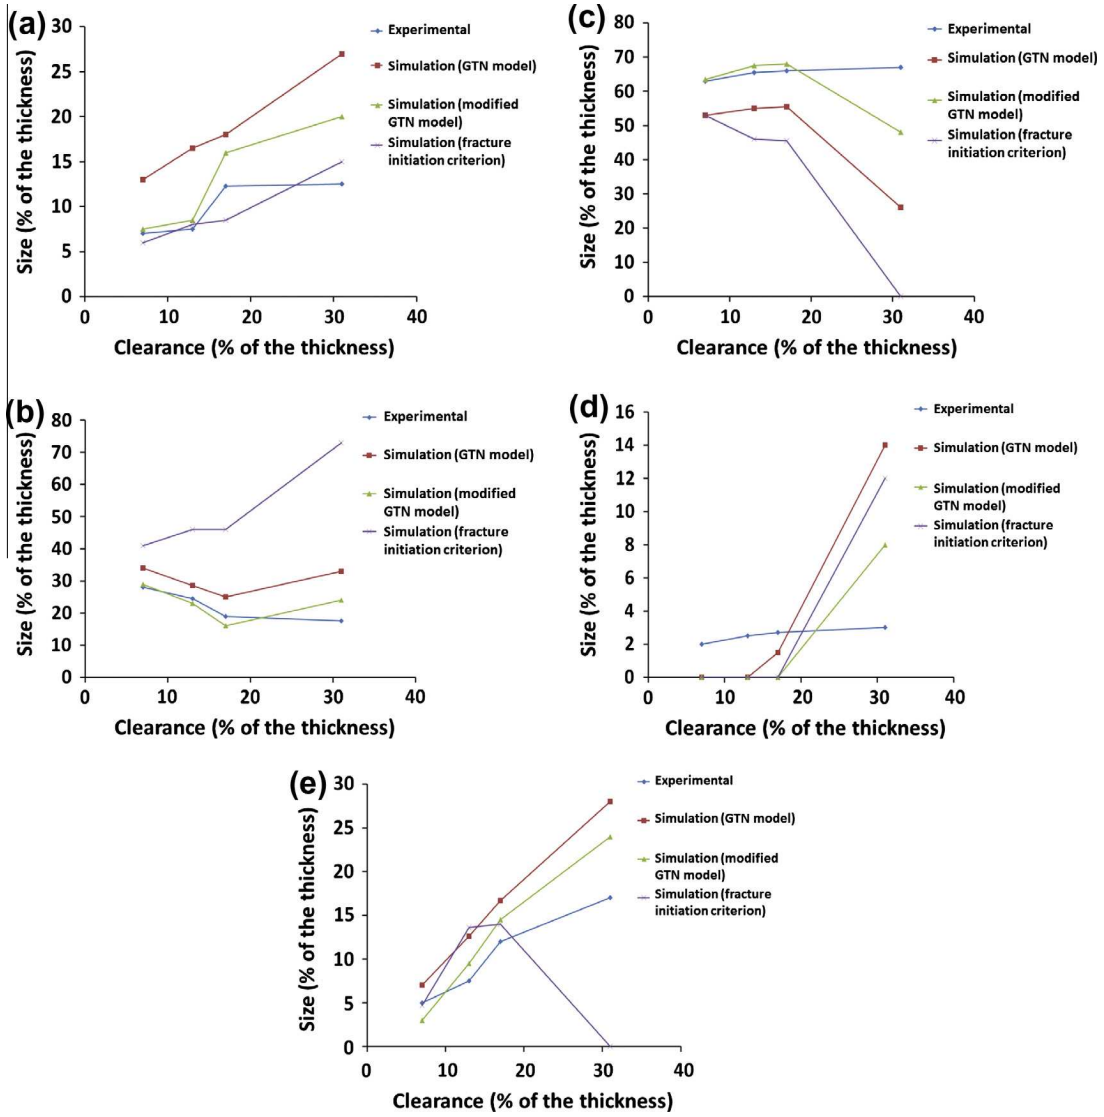 (a)
30
25
20
15
10
5
0
0 10 20 30 40
Size (% of the thickness)
Clearance (% of the thickness)
Experimental
Simulation (GTN model)
Simulation (modified
GTN model)
Simulation (fracture
initiation criterion)
(c)
80
70
60
50
40
30
20
10
0
0 10 20 30 40
Size (% of the thickness)
Clearance (% of the thickness)
Experimental
Simulation (GTN model)
Simulation (modified
GTN model)
Simulation (fracture
initiation criterion)
(b)
80
70
60
50
40
30
20
10
0
0 10 20 30 40
Size (% of the thickness)
Clearance (% of the thickness)
Experimental
Simulation (GTN model)
Simulation (modified
GTN model)
Simulation (fracture
initiation criterion)
(d)
16
14
12
10
8
6
4
2
0
0 10 20 30 40
Size (% of the thickness)
Clearance (% of the thickness)
Experimental
Simulation (GTN model)
Simulation (modified
GTN model)
Simulation (fracture
initiation criterion)
(e)
30
25
20
15
10
5
0
0 10 20 30 40
Size (% of the thickness)
Clearance (% of the thickness)
Experimental
Simulation (GTN model)
Simulation (modified
GTN model)
Simulation (fracture
initiation criterion)